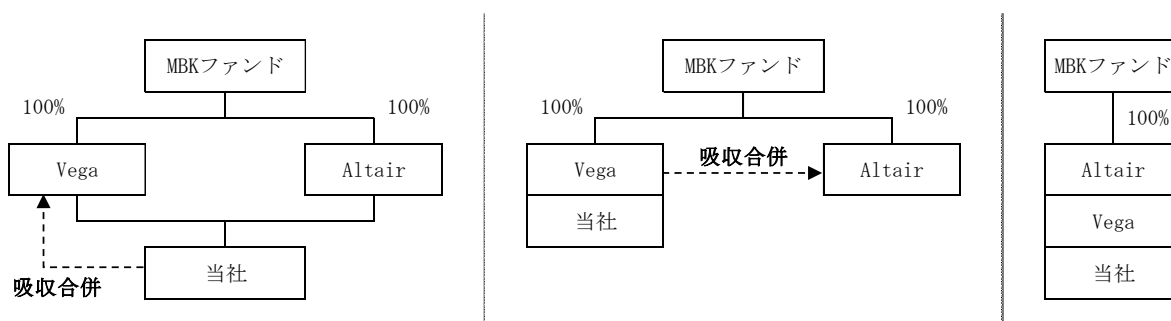 MBKファンド
100%
100%
Vega
Altair
当社
吸収合併
MBKファンド
100%
100%
吸収合併
Vega
Altair
当社
MBKファンド
100%
Altair
Vega
当社